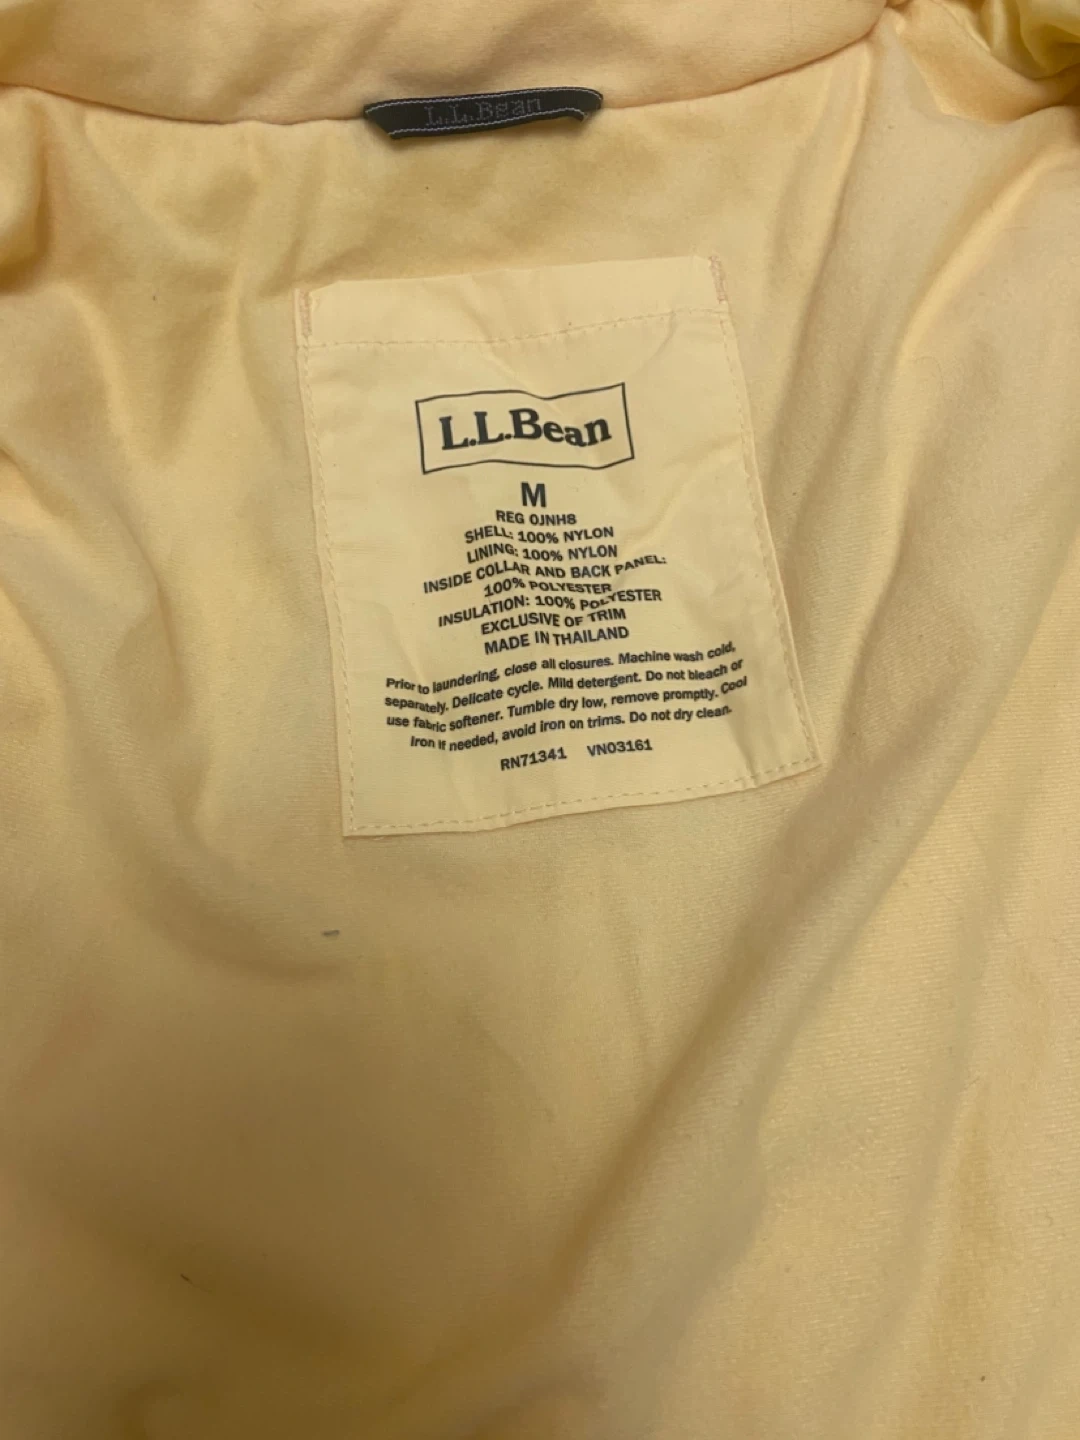 L.L.Bean
L.L.Bean
M
REG 0JNH8
SHELL: 100% NYLON
LINING: 100% NYLON
INSIDE COLLAR AND BACK PANEL:
100% POLYESTER
INSULATION: 100% POLYESTER
EXCLUSIVE OF TRIM
MADE IN THAILAND
Prior to laundering, close all closures. Machine wash cold,
separately. Delicate cycle. Mild detergent. Do not bleach or
use fabric softener. Tumble dry low, remove promptly. Cool
iron if needed, avoid iron on trims. Do not dry clean.
RN71341 VN03161